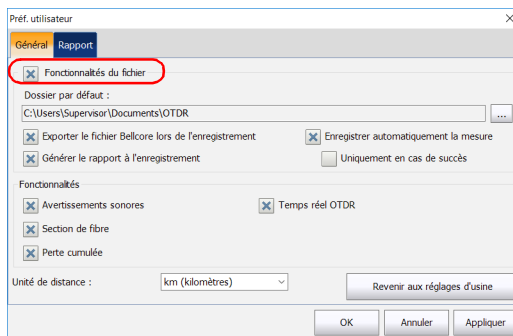 Préf. utilisateur
Général Rapport
Fonctionnalités du fichier
Dossier par défaut :
C:\Users\Supervisor\Documents\OTDR ...
Exporter le fichier Bellcore lors de l'enregistrement Enregistrer automatiquement la mesure
Générer le rapport à l'enregistrement Uniquement en cas de succès
Fonctionnalités
Avertissements sonores Temps réel OTDR
Section de fibre
Perte cumulée
Unité de distance : km (kilomètres) Revenir aux réglages d'usine
OK Annuler Appliquer